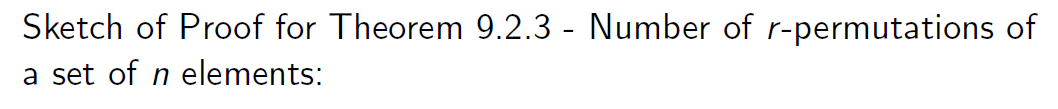 Sketch of Proof for Theorem 9.2.3 - Number of r-permutations of
a set of n elements: